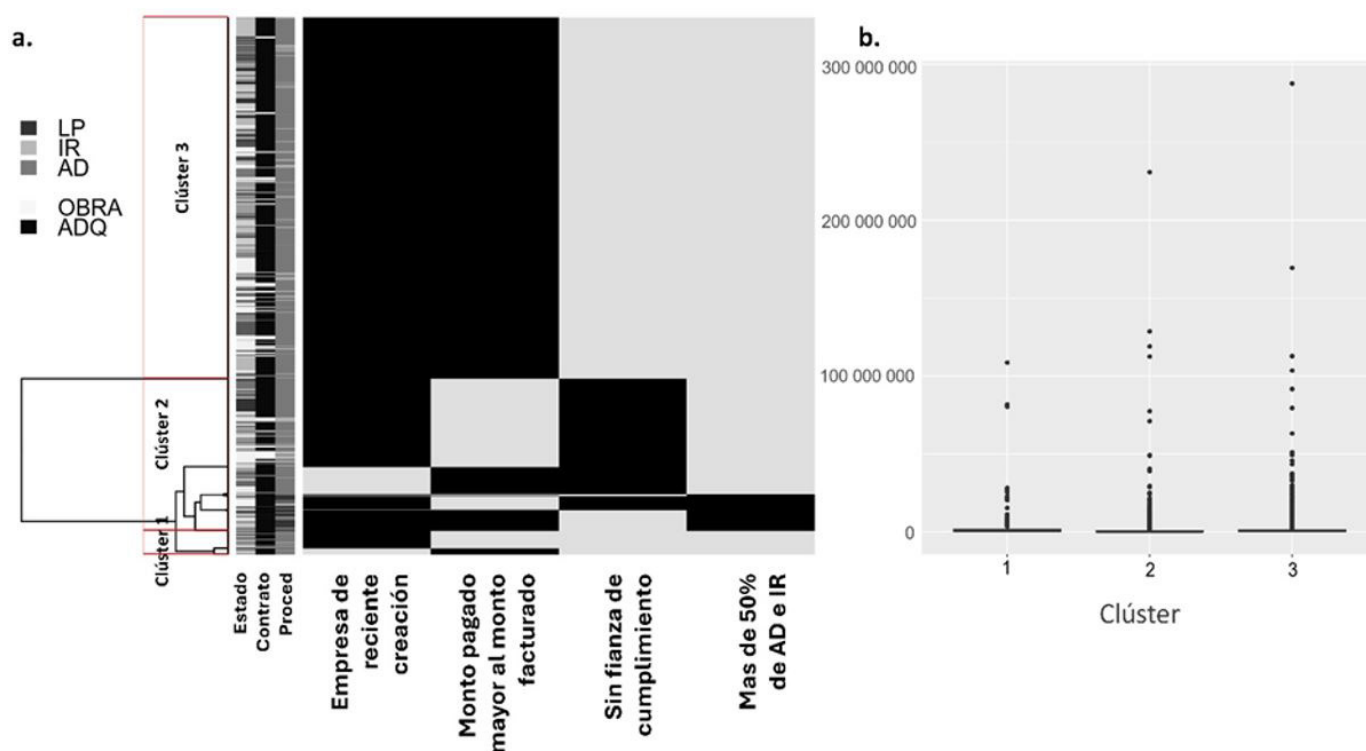 a.
LP
IR
AD
OBRA
ADQ
Clúster 3
Clúster 2
Clúster 1
Estado
Contrato
Proced
Empresa de
reciente
creación
Monto pagado
mayor al monto
facturado
Sin fianza de
cumplimiento
Mas de 50%
de AD e IR
b.
300 000 000
200 000 000
100 000 000
0
1
2
3
Clúster